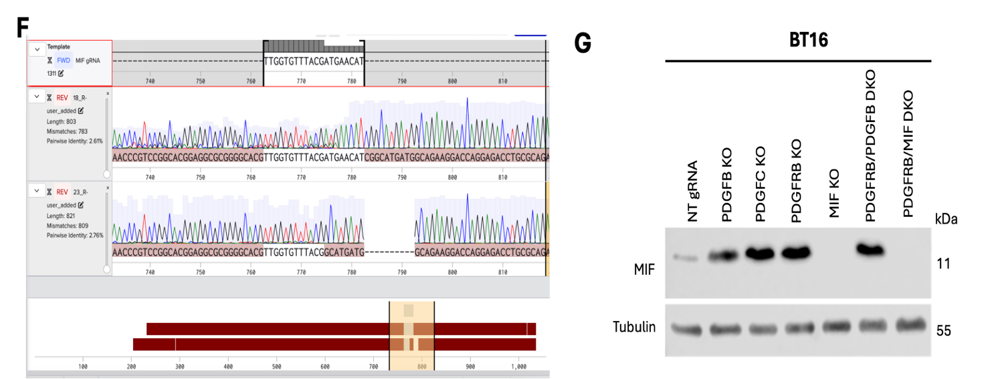 F
Template
FWD MIF gRNA
1311
TTGGTGTTTACGATGAACAT
740 750 760 770 780 790 800 810
REV 18_R-
user_added
Length: 803
Mismatches: 783
Pairwise Identity: 2.61%
AACCCGTCCGGCACGGAGGCGCGGGGCACGTTGGTGTTTACGATGAACATCGGCATGATGGCAGAAGGACCAGGAGACCTGCGCAGA
740 750 760 770 780 790 800 810
REV 23_R-
user_added
Length: 821
Mismatches: 809
Pairwise Identity: 2.76%
AACCCGTCCGGCACGGAGGCGCGGGGCACGTTGGTGTTTACGGCATGATG----------GCAGAAGGACCAGGAGACCTGCGCAGA
740 750 760 770 780 790 800 810
100 200 300 400 500 600 700 800 900 1,000
G
BT16
NT gRNA
PDGFB KO
PDGFC KO
PDGFRB KO
MIF KO
PDGFRB/PDGFB DKO
PDGFRB/MIF DKO
kDa
MIF
11
Tubulin
55